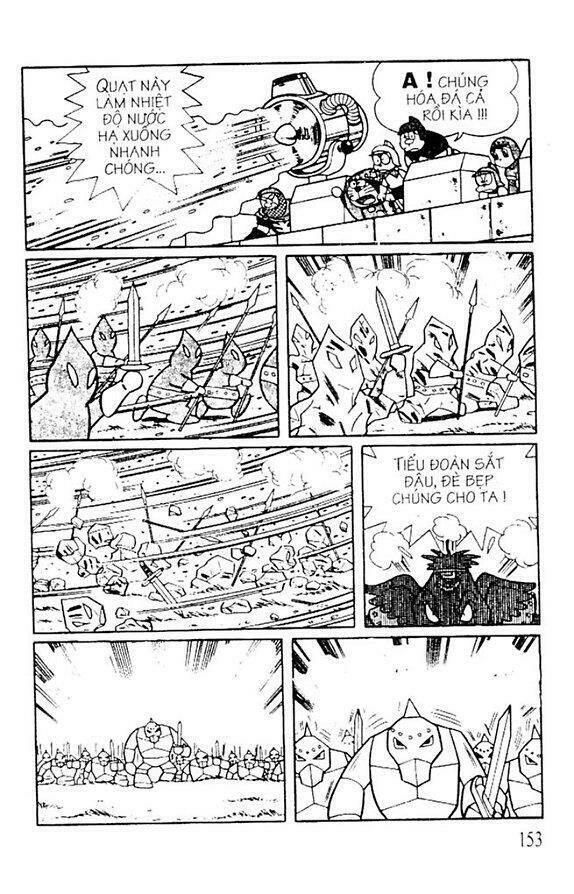 QUẠT NÀY
LÀM NHIỆT
ĐỘ NƯỚC
HẠ XUỐNG
NHANH
CHÓNG...
A! CHÚNG
HÓA ĐÁ CẢ
RỒI KÌA !!!
TIỂU ĐOÀN SẮT
ĐÂU, ĐÈ BẸP
CHÚNG CHO TA !
153